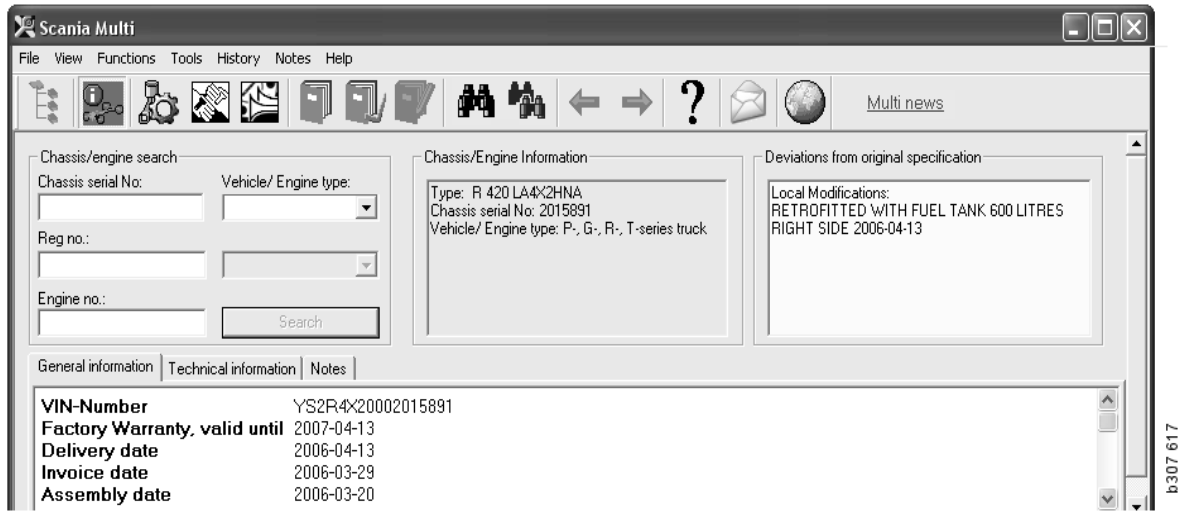 Scania Multi
File View Functions Tools History Notes Help
Multi news
Chassis/engine search
Chassis serial No: Vehicle/ Engine type:
Reg no.:
Engine no.:
Search
Chassis/Engine Information
Type: R 420 LA4X2HNA
Chassis serial No: 2015891
Vehicle/ Engine type: P-, G-, R-, T-series truck
Deviations from original specification
Local Modifications:
RETROFITTED WITH FUEL TANK 600 LITRES
RIGHT SIDE 2006-04-13
General information Technical information Notes
VIN-Number YS2R4X20002015891
Factory Warranty, valid until 2007-04-13
Delivery date 2006-04-13
Invoice date 2006-03-29
Assembly date 2006-03-20
b307 617